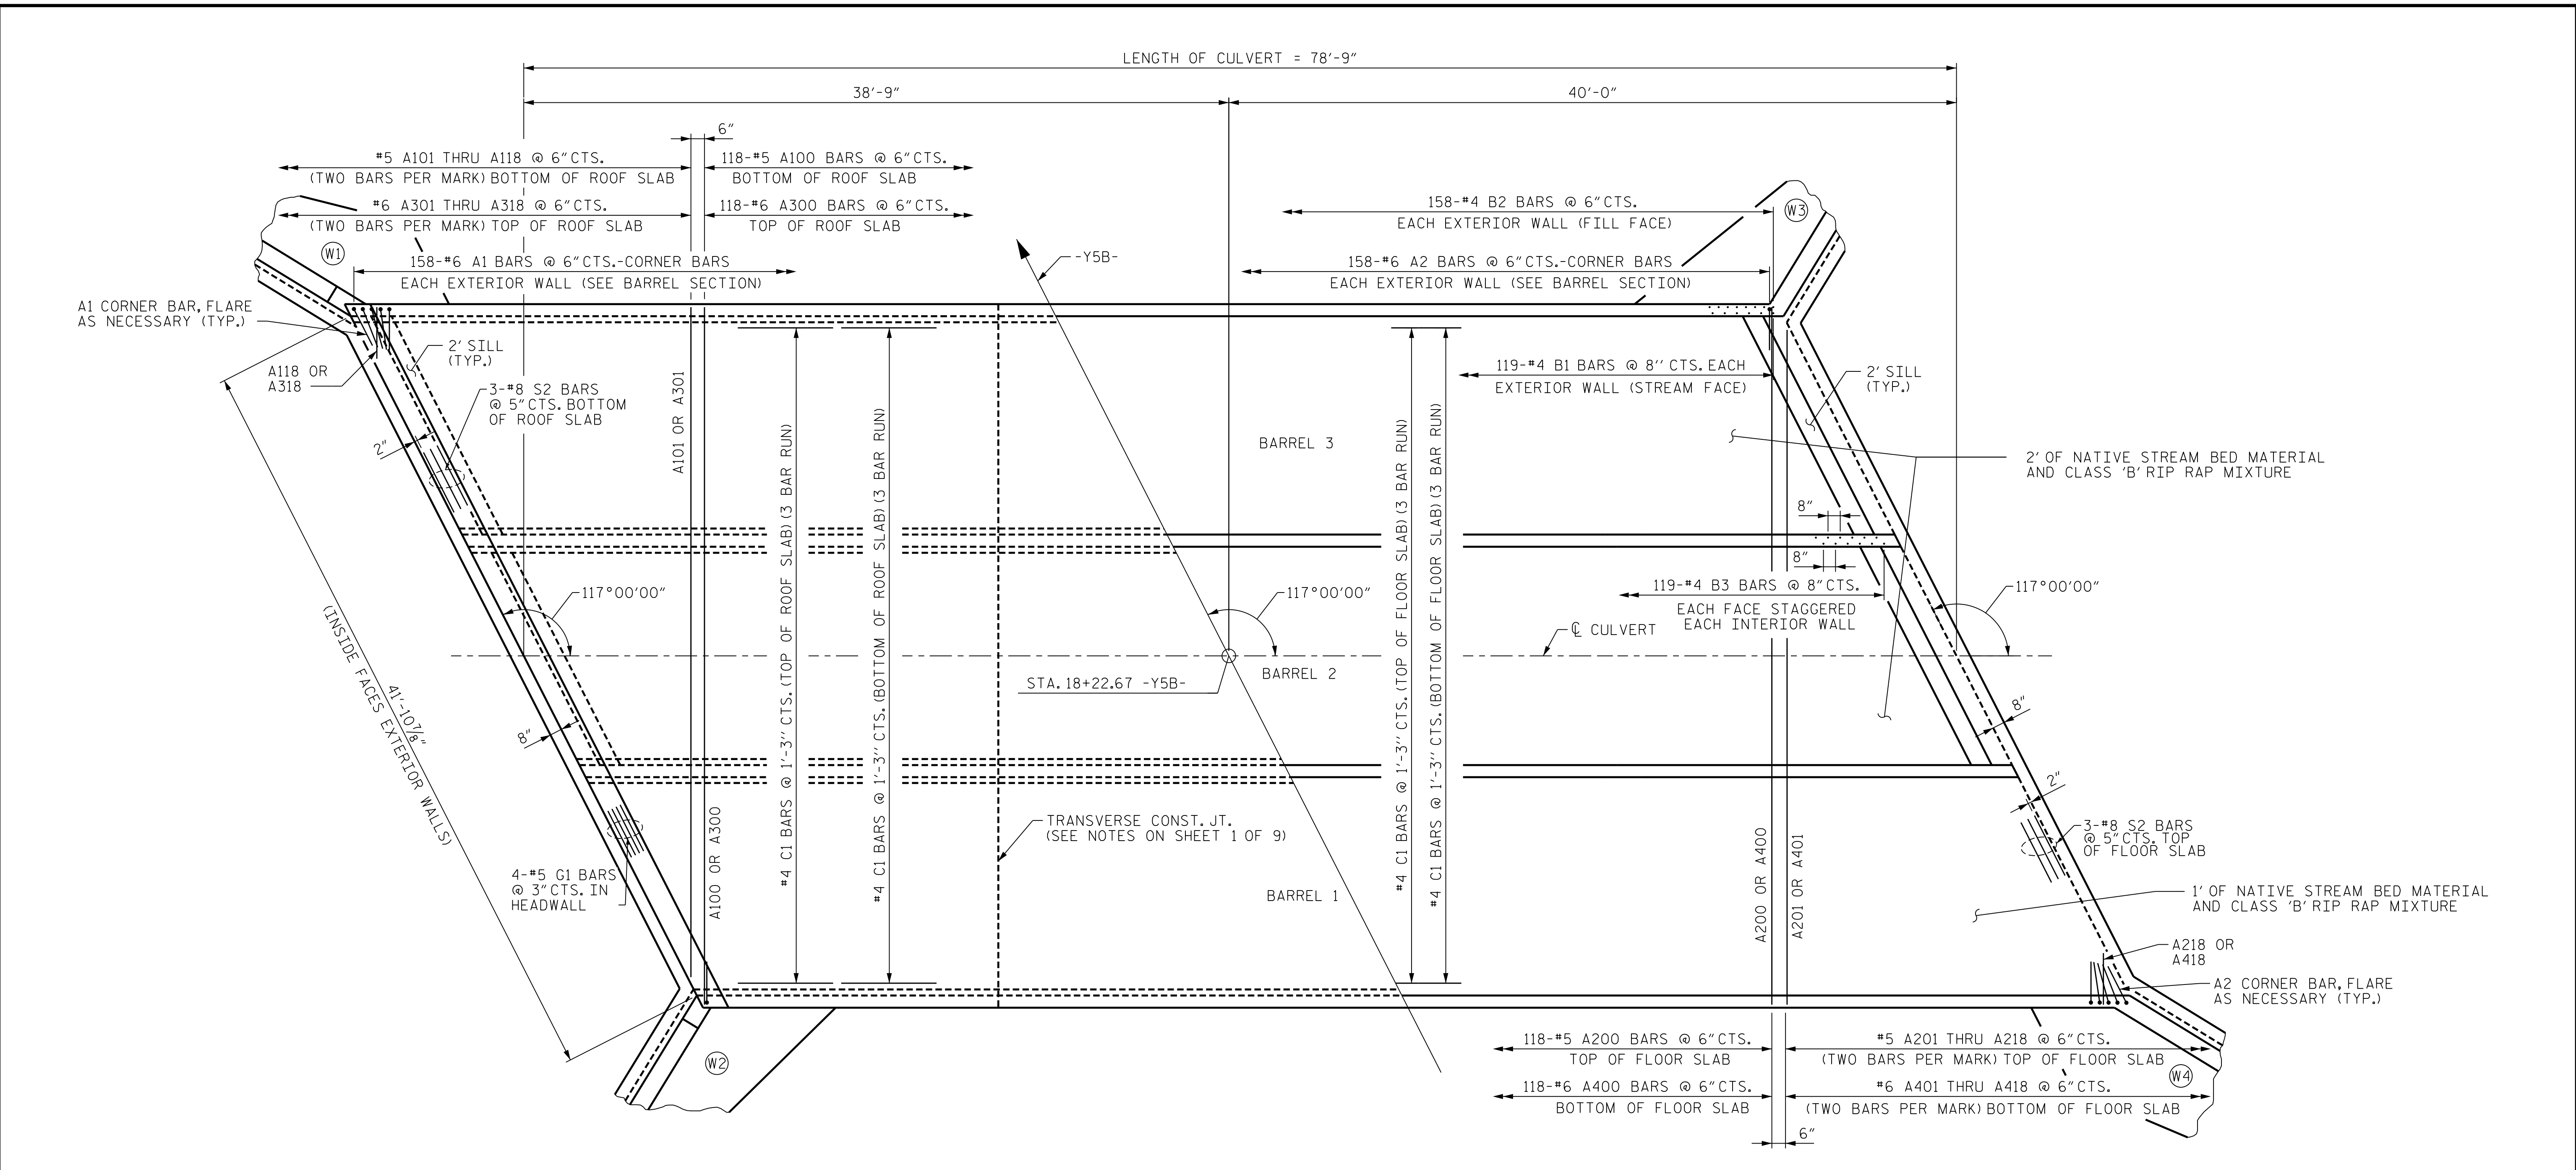 LENGTH OF CULVERT = 78'-9"
38'-9"
40'-0"
6"
#5 A101 THRU A118 @ 6"CTS.
(TWO BARS PER MARK) BOTTOM OF ROOF SLAB
118-#5 A100 BARS @ 6"CTS.
BOTTOM OF ROOF SLAB
#6 A301 THRU A318 @ 6"CTS.
(TWO BARS PER MARK) TOP OF ROOF SLAB
118-#6 A300 BARS @ 6"CTS.
TOP OF ROOF SLAB
158-#4 B2 BARS @ 6"CTS.
EACH EXTERIOR WALL (FILL FACE)
W3
W1
158-#6 A1 BARS @ 6"CTS.-CORNER BARS
EACH EXTERIOR WALL (SEE BARREL SECTION)
-Y5B-
158-#6 A2 BARS @ 6"CTS.-CORNER BARS
EACH EXTERIOR WALL (SEE BARREL SECTION)
A1 CORNER BAR, FLARE
AS NECESSARY (TYP.)
2' SILL
(TYP.)
A118 OR
A318
3-#8 S2 BARS
@ 5"CTS. BOTTOM
OF ROOF SLAB
2"
A101 OR A301
119-#4 B1 BARS @ 8''CTS. EACH
EXTERIOR WALL (STREAM FACE)
2' SILL
(TYP.)
BARREL 3
2' OF NATIVE STREAM BED MATERIAL
AND CLASS 'B' RIP RAP MIXTURE
8"
8"
#4 C1 BARS @ 1'-3'' CTS. (TOP OF ROOF SLAB) (3 BAR RUN)
#4 C1 BARS @ 1'-3'' CTS. (BOTTOM OF ROOF SLAB) (3 BAR RUN)
#4 C1 BARS @ 1'-3'' CTS. (TOP OF FLOOR SLAB) (3 BAR RUN)
#4 C1 BARS @ 1'-3'' CTS. (BOTTOM OF FLOOR SLAB) (3 BAR RUN)
117°00'00"
117°00'00"
117°00'00"
119-#4 B3 BARS @ 8"CTS.
EACH FACE STAGGERED
EACH INTERIOR WALL
℄ CULVERT
STA. 18+22.67 -Y5B-
BARREL 2
41'-10⅞"
(INSIDE FACES EXTERIOR WALLS)
8"
8"
2"
TRANSVERSE CONST. JT.
(SEE NOTES ON SHEET 1 OF 9)
A100 OR A300
A200 OR A400
A201 OR A401
3-#8 S2 BARS
@ 5"CTS. TOP
OF FLOOR SLAB
4-#5 G1 BARS
@ 3"CTS. IN
HEADWALL
BARREL 1
1' OF NATIVE STREAM BED MATERIAL
AND CLASS 'B' RIP RAP MIXTURE
A218 OR
A418
A2 CORNER BAR, FLARE
AS NECESSARY (TYP.)
W2
118-#5 A200 BARS @ 6"CTS.
TOP OF FLOOR SLAB
#5 A201 THRU A218 @ 6"CTS.
(TWO BARS PER MARK) TOP OF FLOOR SLAB
W4
118-#6 A400 BARS @ 6"CTS.
BOTTOM OF FLOOR SLAB
#6 A401 THRU A418 @ 6"CTS.
(TWO BARS PER MARK) BOTTOM OF FLOOR SLAB
6"